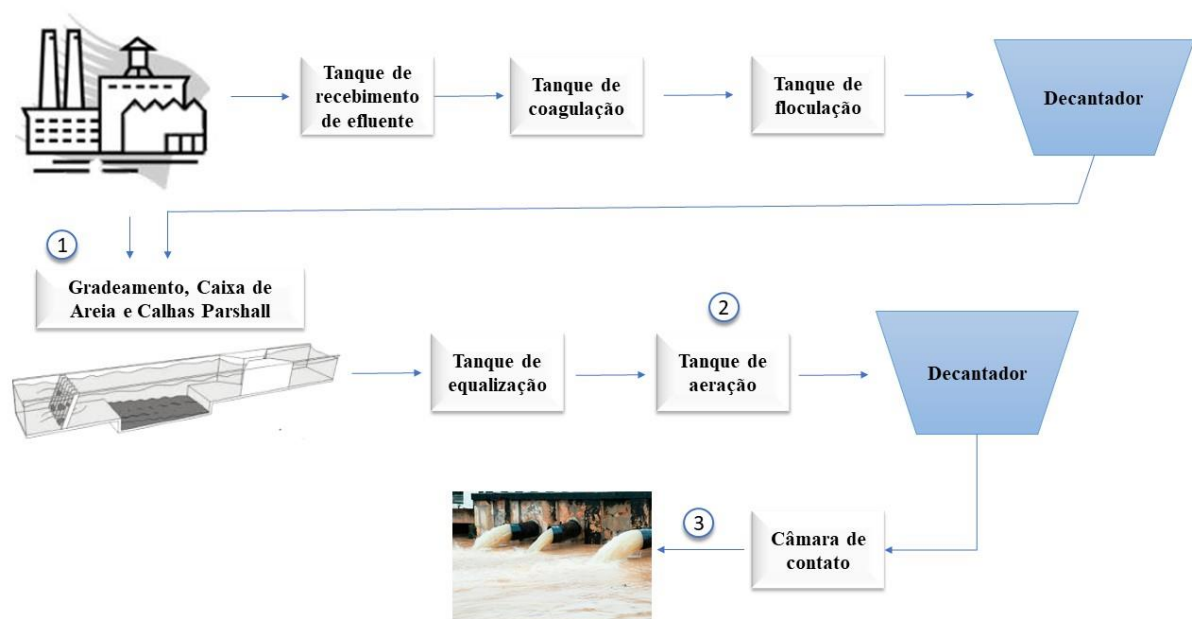 Tanque de
recebimento
de efluente
Tanque de
coagulação
Tanque de
floculação
Decantador
1
Gradeamento, Caixa de
Areia e Calhas Parshall
Tanque de
equalização
2
Tanque de
aeração
Decantador
3
Câmara de
contato